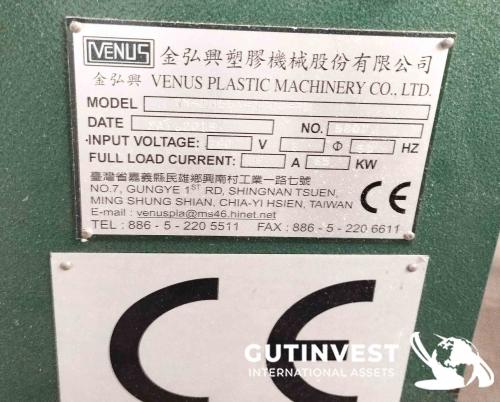 VENUS 金弘興塑膠機械股份有限公司
金弘興 VENUS PLASTIC MACHINERY CO., LTD.
MODEL
DATE NO.
INPUT VOLTAGE: V Φ HZ
FULL LOAD CURRENT: A KW
臺灣省嘉義縣民雄鄉興南村工業一路七號
NO.7, GUNGYE 1ST RD, SHINGNAN TSUEN,
MING SHUNG SHIAN, CHIA-YI HSIEN, TAIWAN
CE
E-mail : venuspla@ms46.hinet.net
TEL : 886 - 5 - 220 5511 FAX : 886 - 5 - 220 6611
CE
GUTINVEST
INTERNATIONAL ASSETS